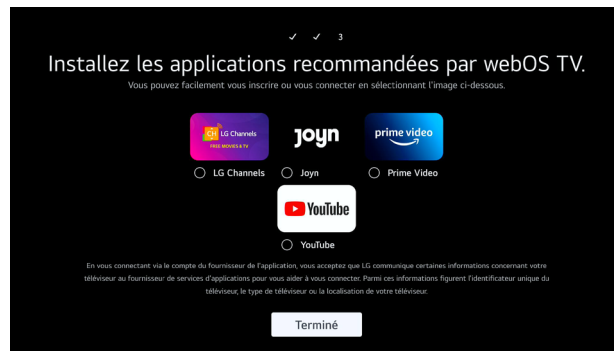 ✓ ✓ 3
Installez les applications recommandées par webOS TV.
Vous pouvez facilement vous inscrire ou vous connecter en sélectionnant l'image ci-dessous.
CH LG Channels
FREE MOVIES & TV
joyn
prime video
LG Channels
Joyn
Prime Video
YouTube
YouTube
En vous connectant via le compte du fournisseur de l'application, vous acceptez que LG communique certaines informations concernant votre
téléviseur au fournisseur de services d'applications pour vous aider à vous connecter. Parmi ces informations figurent l'identificateur unique du
téléviseur, le type de téléviseur ou la localisation de votre téléviseur.
Terminé